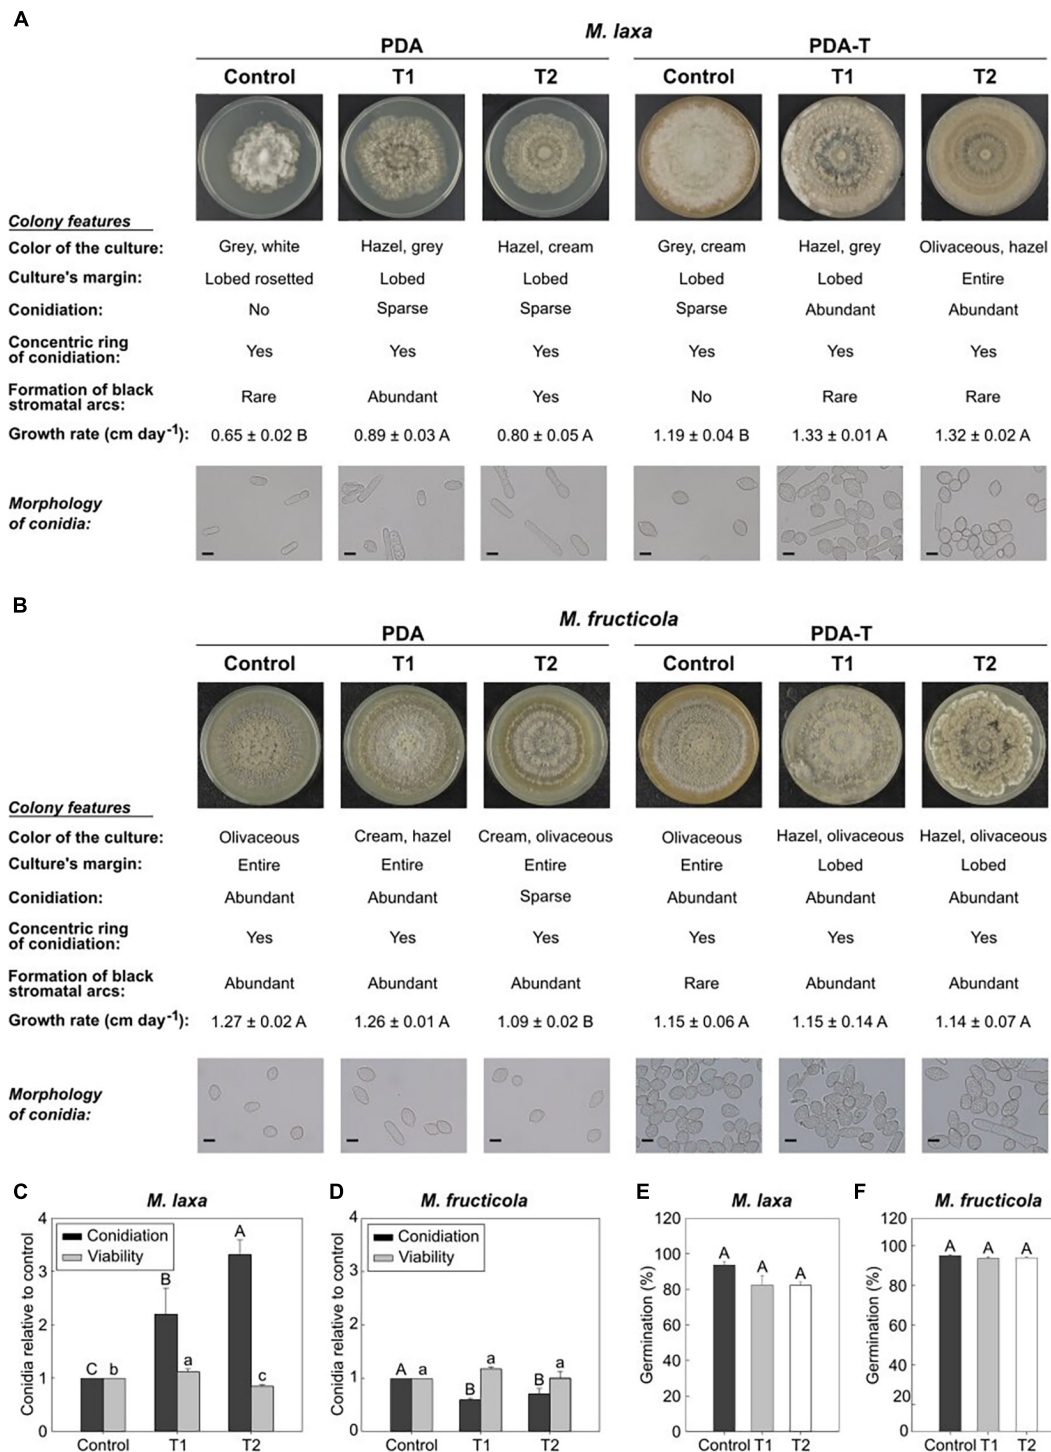 A
M. laxa
PDA PDA-T
Control T1 T2 Control T1 T2
Colony features
Color of the culture: Grey, white Hazel, grey Hazel, cream Grey, cream Hazel, grey Olivaceous, hazel
Culture's margin: Lobed rosetted Lobed Lobed Lobed Lobed Entire
Conidiation: No Sparse Sparse Sparse Abundant Abundant
Concentric ring
of conidiation: Yes Yes Yes Yes Yes Yes
Formation of black
stromatal arcs: Rare Abundant Yes No Rare Rare
Growth rate (cm day⁻¹): 0.65 ± 0.02 B 0.89 ± 0.03 A 0.80 ± 0.05 A 1.19 ± 0.04 B 1.33 ± 0.01 A 1.32 ± 0.02 A
Morphology
of conidia:
B
M. fructicola
PDA PDA-T
Control T1 T2 Control T1 T2
Colony features
Color of the culture: Olivaceous Cream, hazel Cream, olivaceous Olivaceous Hazel, olivaceous Hazel, olivaceous
Culture's margin: Entire Entire Entire Entire Lobed Lobed
Conidiation: Abundant Abundant Sparse Abundant Abundant Abundant
Concentric ring
of conidiation: Yes Yes Yes Yes Yes Yes
Formation of black
stromatal arcs: Abundant Abundant Abundant Rare Abundant Abundant
Growth rate (cm day⁻¹): 1.27 ± 0.02 A 1.26 ± 0.01 A 1.09 ± 0.02 B 1.15 ± 0.06 A 1.15 ± 0.14 A 1.14 ± 0.07 A
Morphology
of conidia:
C
M. laxa
Conidia relative to control
4
3
2
1
0
Conidiation
Viability
C b
B a
A c
Control T1 T2
D
M. fructicola
Conidia relative to control
4
3
2
1
0
Conidiation
Viability
A a
B a
B a
Control T1 T2
E
M. laxa
Germination (%)
120
100
80
60
40
20
0
A A A
Control T1 T2
F
M. fructicola
Germination (%)
120
100
80
60
40
20
0
A A A
Control T1 T2